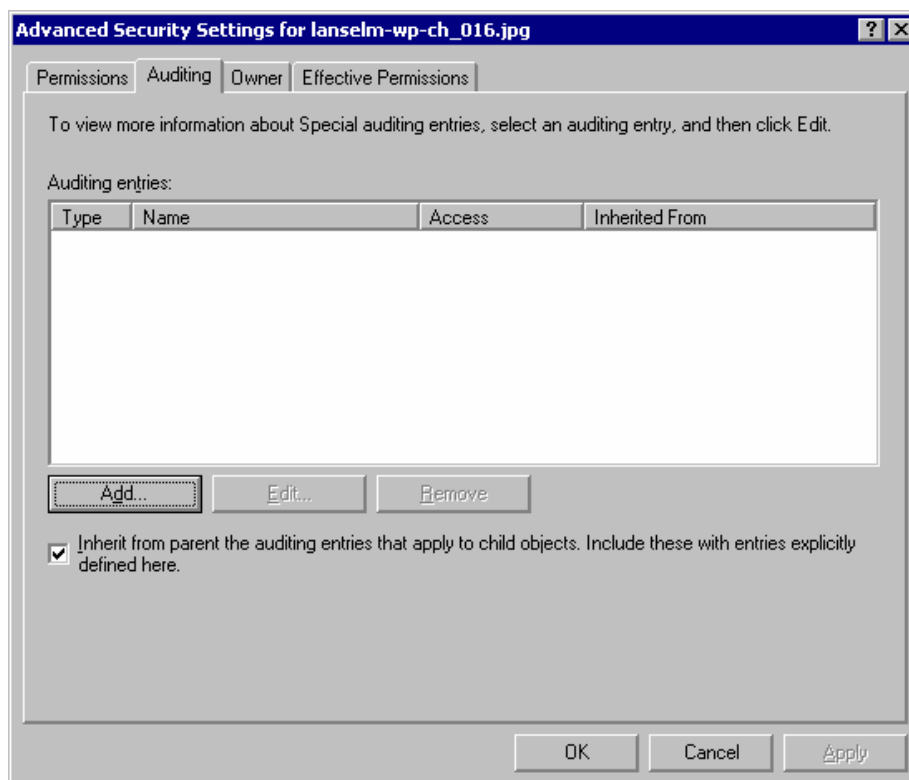 Advanced Security Settings for lanselm-wp-ch_016.jpg
Permissions Auditing Owner Effective Permissions
To view more information about Special auditing entries, select an auditing entry, and then click Edit.
Auditing entries:
Type Name Access Inherited From
Add... Edit... Remove
Inherit from parent the auditing entries that apply to child objects. Include these with entries explicitly
defined here.
OK Cancel Apply